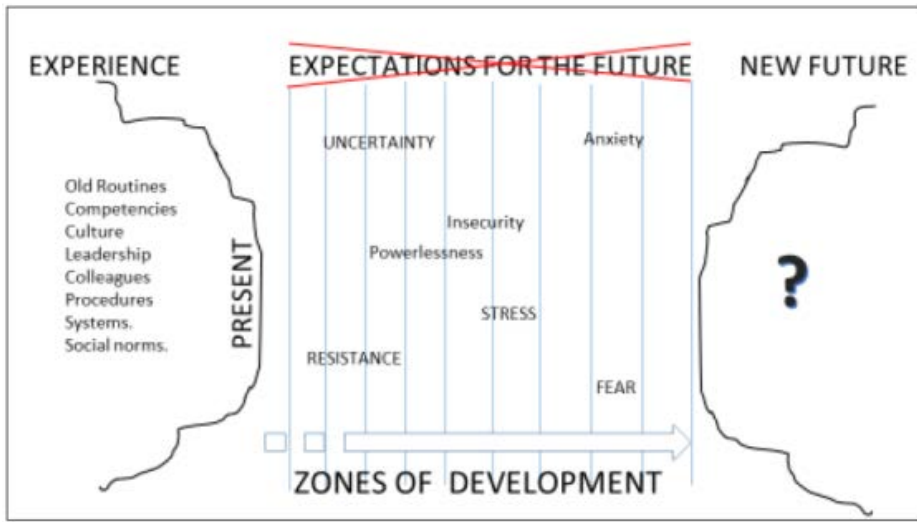 EXPERIENCE
EXPECTATIONS FOR THE FUTURE
NEW FUTURE
UNCERTAINTY
Anxiety
Old Routines
Competencies
Culture
Leadership
Colleagues
Procedures
Systems.
Social norms.
PRESENT
Insecurity
Powerlessness
STRESS
RESISTANCE
FEAR
?
ZONES OF DEVELOPMENT